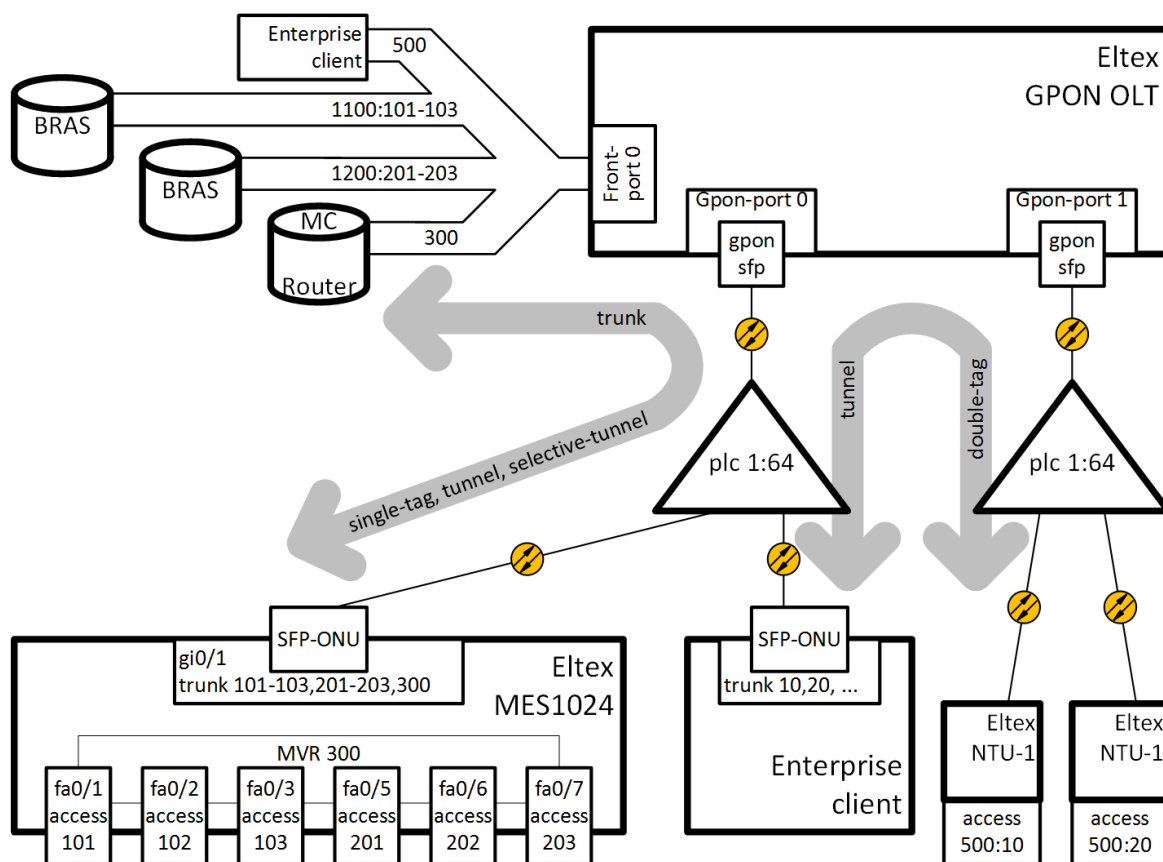 Enterprise
client
500
Eltex
GPON OLT
BRAS
1100:101-103
BRAS
1200:201-203
MC
Router
300
Front-
port 0
Gpon-port 0
gpon
sfp
Gpon-port 1
gpon
sfp
trunk
single-tag, tunnel, selective-tunnel
tunnel
double-tag
plc 1:64
plc 1:64
SFP-ONU
gi0/1
trunk 101-103,201-203,300
Eltex
MES1024
MVR 300
fa0/1
access
101
fa0/2
access
102
fa0/3
access
103
fa0/5
access
201
fa0/6
access
202
fa0/7
access
203
SFP-ONU
trunk 10,20, ...
Enterprise
client
Eltex
NTU-1
access
500:10
Eltex
NTU-1
access
500:20